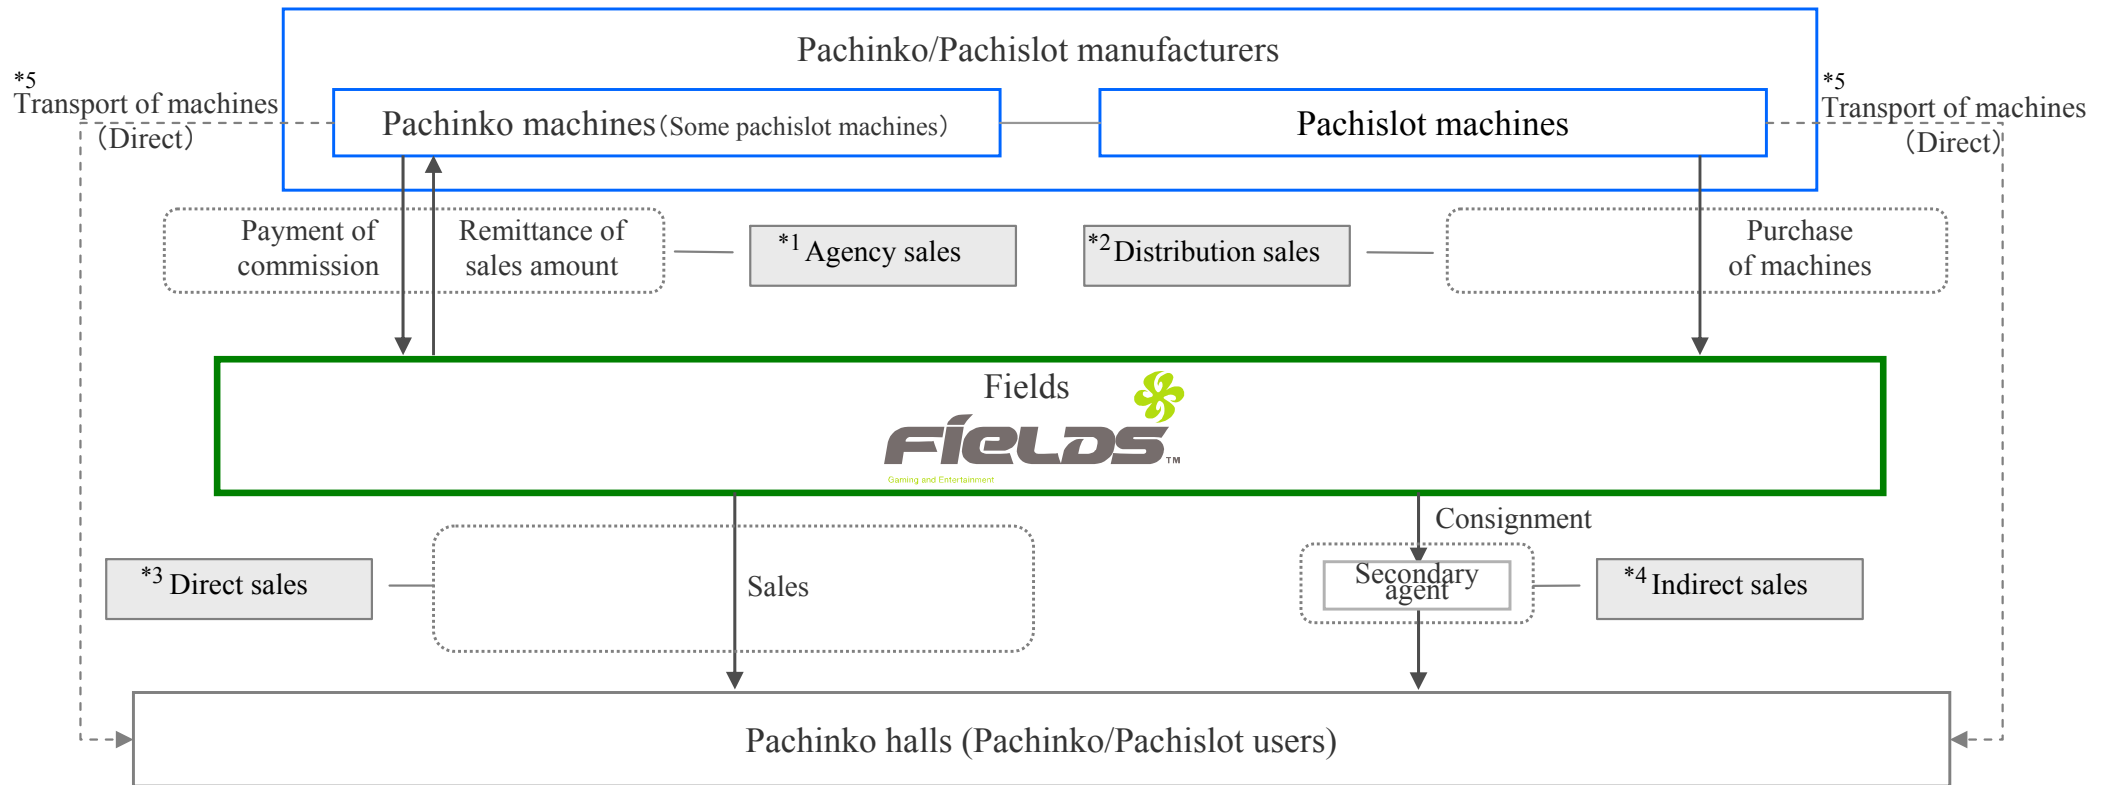 Pachinko/Pachislot manufacturers
*5
Transport of machines
（Direct）
Pachinko machines（Some pachislot machines）
Pachislot machines
*5
Transport of machines
（Direct）
Payment of
commission
Remittance of
sales amount
*1 Agency sales
*2 Distribution sales
Purchase
of machines
Fields
FIELDS TM
Gaming and Entertainment
Consignment
*3 Direct sales
Sales
Secondary
agent
*4 Indirect sales
Pachinko halls (Pachinko/Pachislot users)